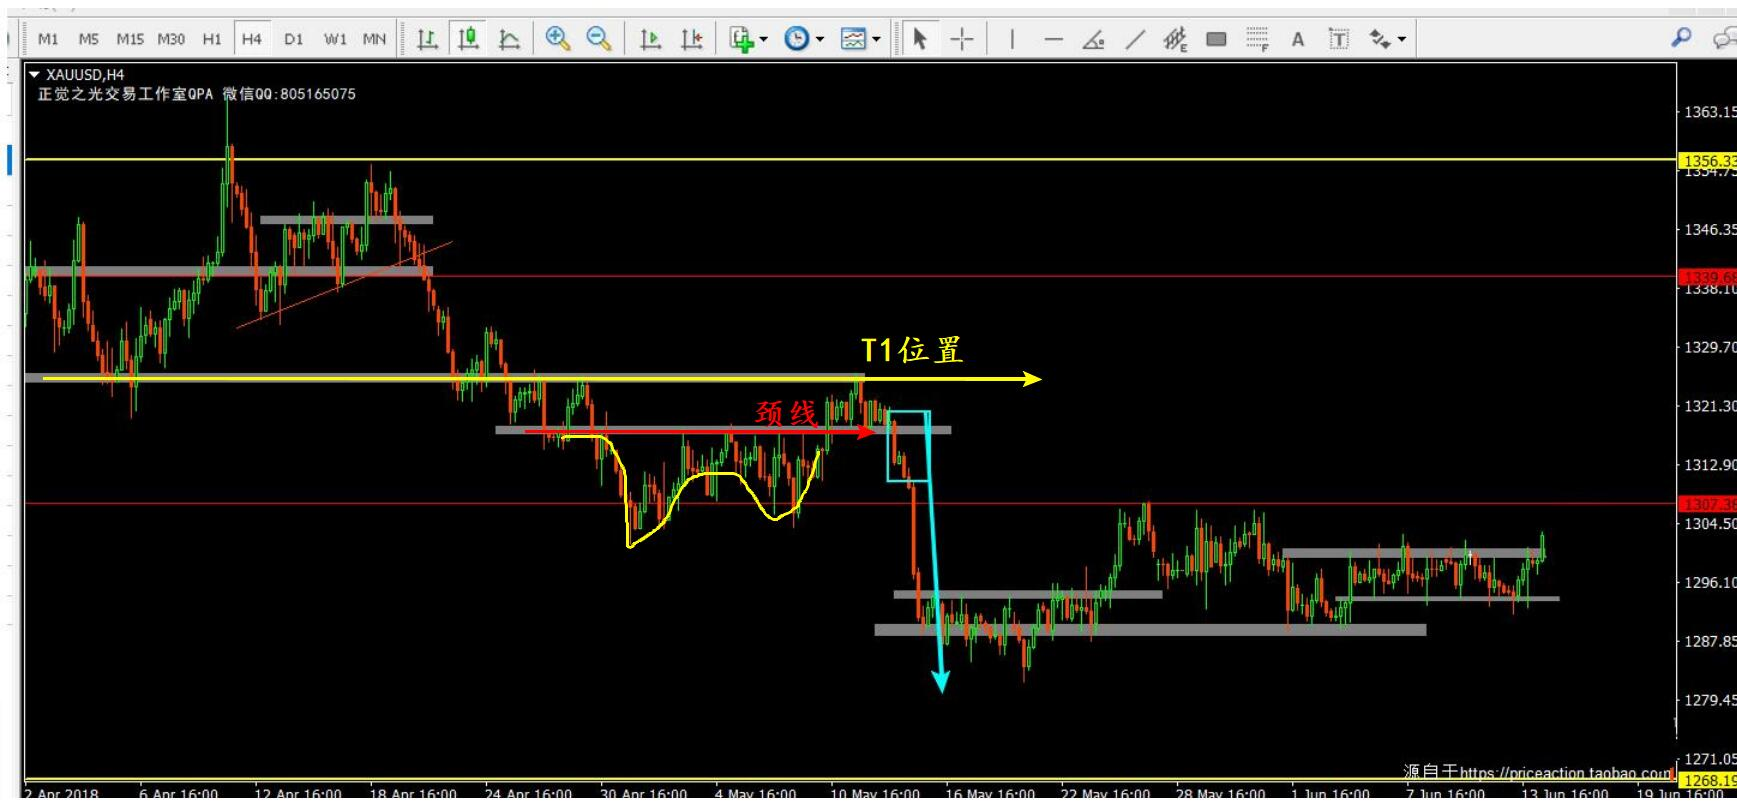 M1 M5 M15 M30 H1 H4 D1 W1 MN
E F A T
XAUUSD,H4
正觉之光交易工作室QPA 微信QQ:805165075
1363.15
1356.33
1354.75
1346.35
1339.68
1338.10
T1位置
1329.70
颈线
1321.30
1312.90
1307.38
1304.50
1296.10
1287.85
1279.45
1271.05
源自于https://priceaction.taobao.com
1268.19
2 Apr 2018 6 Apr 16:00 12 Apr 16:00 18 Apr 16:00 24 Apr 16:00 30 Apr 16:00 4 May 16:00 10 May 16:00 16 May 16:00 22 May 16:00 28 May 16:00 1 Jun 16:00 7 Jun 16:00 13 Jun 16:00 19 Jun 16:00